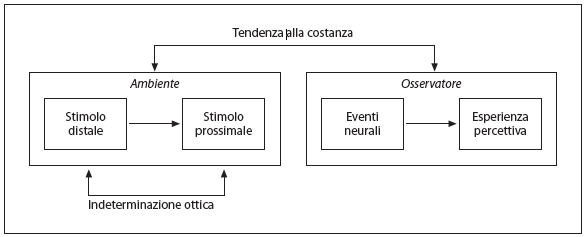 Tendenza alla costanza
Ambiente
Osservatore
Stimolo
distale
Stimolo
prossimale
Eventi
neurali
Esperienza
percettiva
Indeterminazione ottica